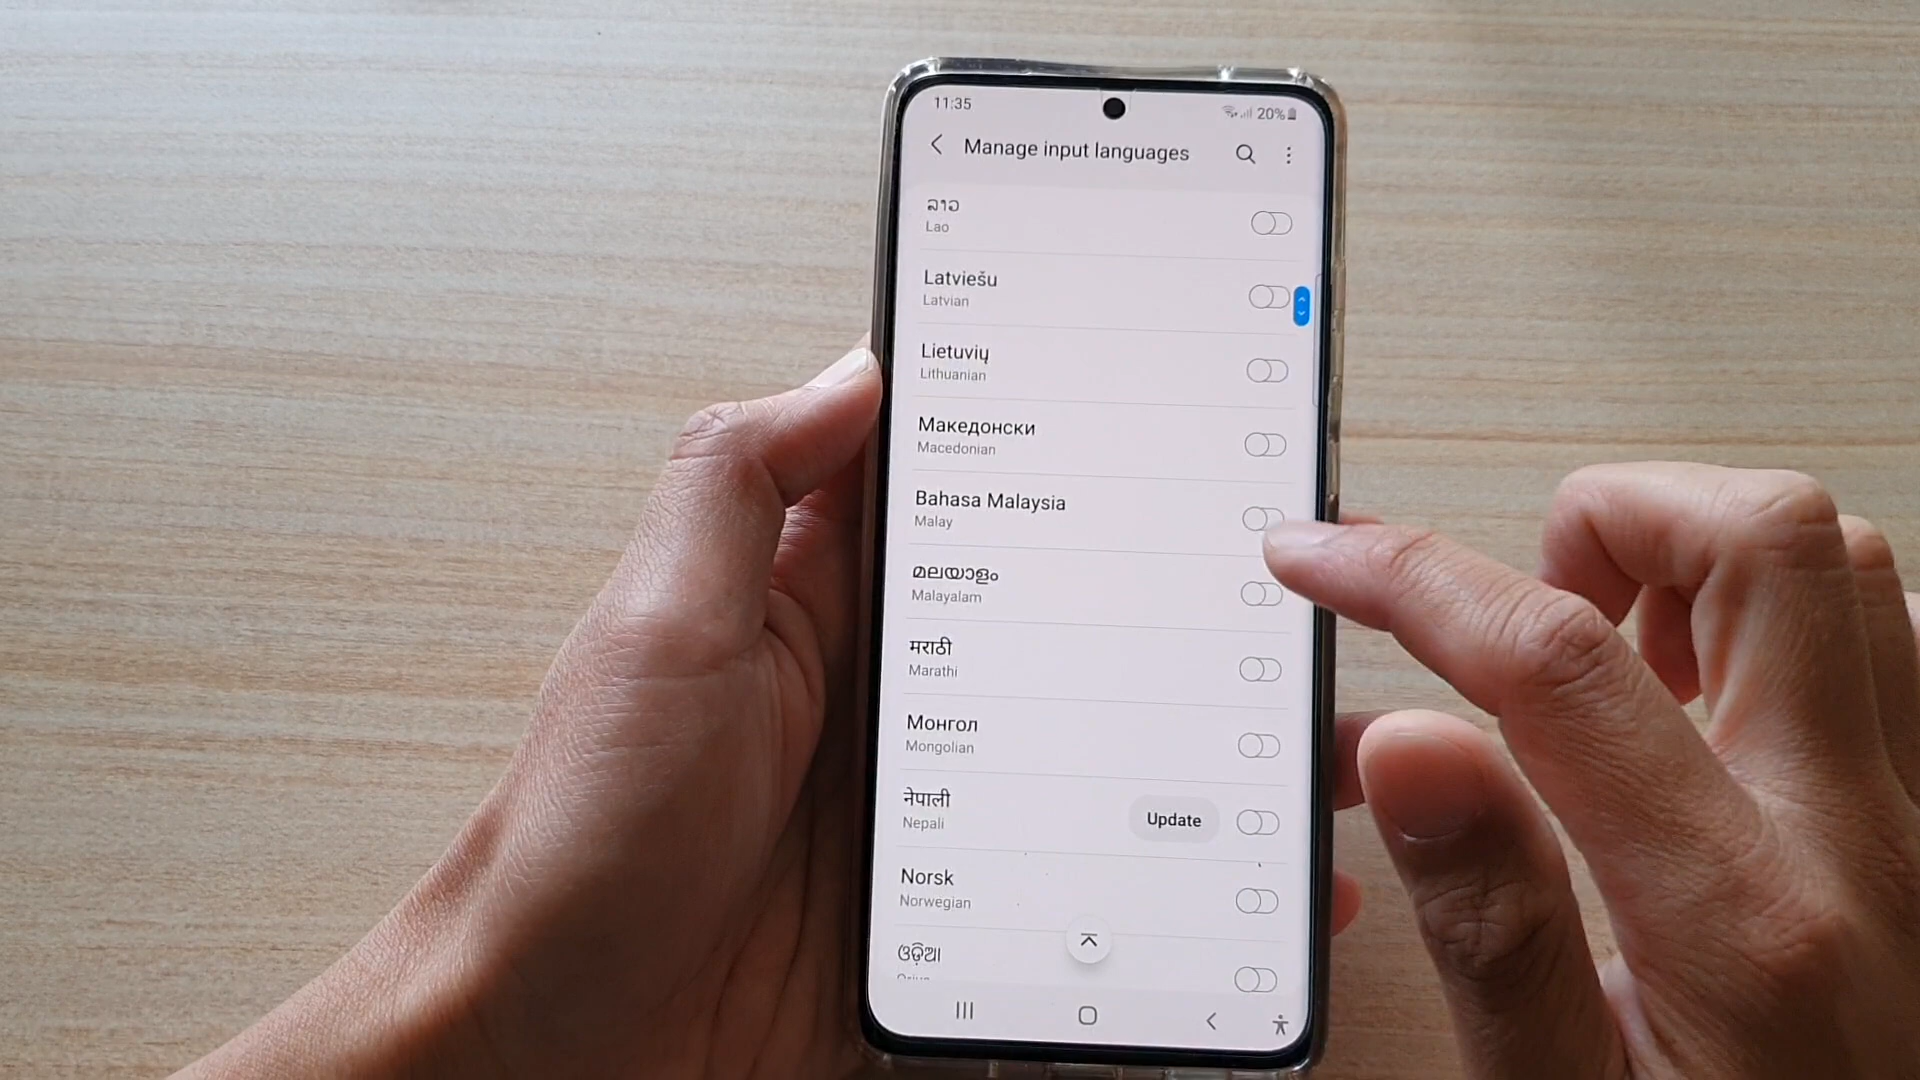 11:35
20%
Manage input languages
ລາວ
Lao
Latviešu
Latvian
Lietuvių
Lithuanian
Македонски
Macedonian
Bahasa Malaysia
Malay
മലയാളം
Malayalam
मराठी
Marathi
Монгол
Mongolian
नेपाली
Nepali
Update
Norsk
Norwegian
ଓଡ଼ିଆ